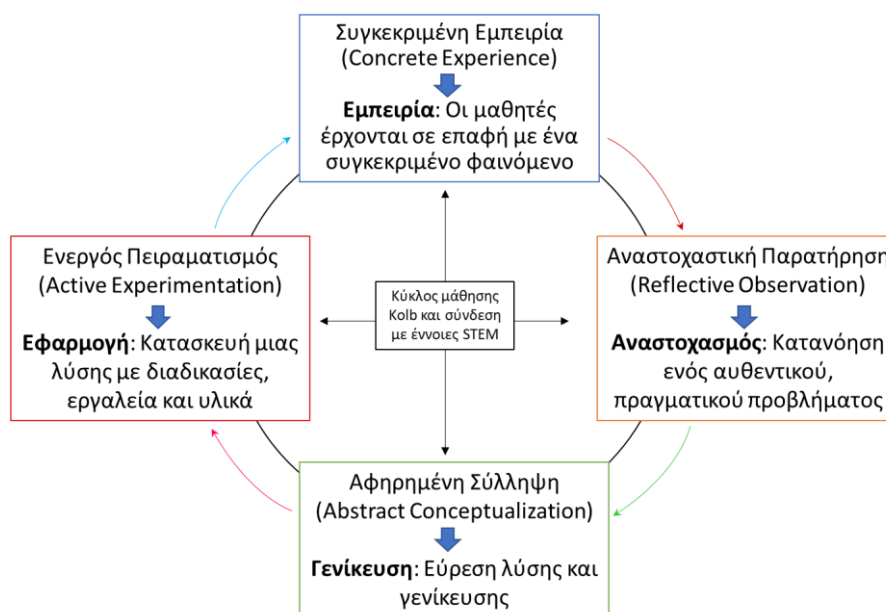 Συγκεκριμένη Εμπειρία
(Concrete Experience)
Εμπειρία: Οι μαθητές
έρχονται σε επαφή με ένα
συγκεκριμένο φαινόμενο
Ενεργός Πειραματισμός
(Active Experimentation)
Εφαρμογή: Κατασκευή μιας
λύσης με διαδικασίες,
εργαλεία και υλικά
Κύκλος μάθησης
Kolb και σύνδεση
με έννοιες STEM
Αναστοχαστική Παρατήρηση
(Reflective Observation)
Αναστοχασμός: Κατανόηση
ενός αυθεντικού,
πραγματικού προβλήματος
Αφηρημένη Σύλληψη
(Abstract Conceptualization)
Γενίκευση: Εύρεση λύσης και
γενίκευσης